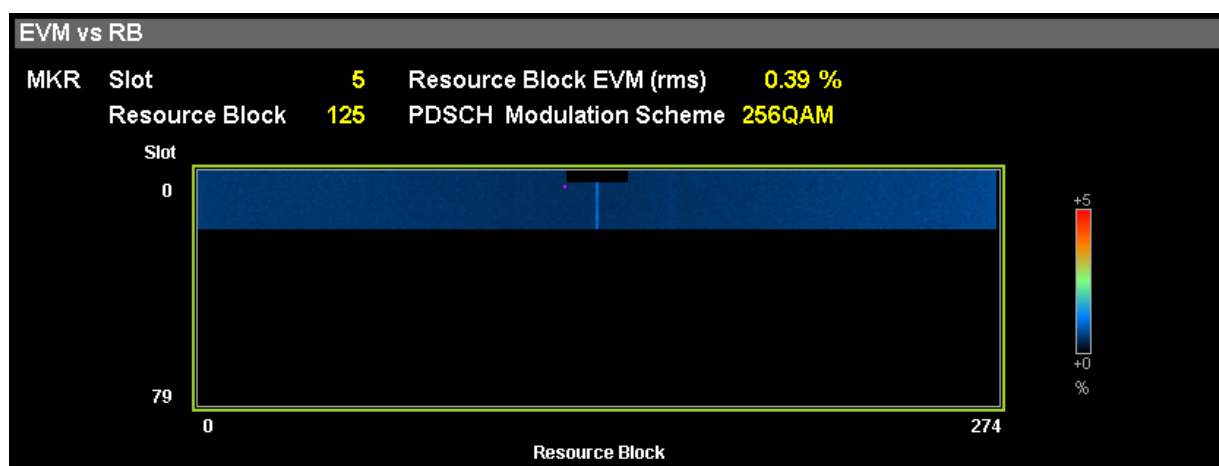 EVM vs RB
MKR Slot 5 Resource Block EVM (rms) 0.39 %
Resource Block 125 PDSCH Modulation Scheme 256QAM
Slot
0
79
0 274
Resource Block
+5
+0
%